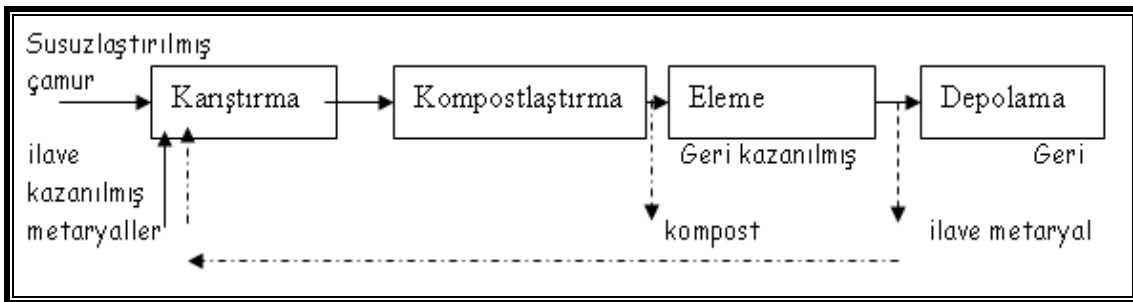 Susuzlaştırılmış
çamur
Karıştırma
Kompostlaştırma
Eleme
Depolama
ilave
kazanılmış
metaryaller
Geri kazanılmış
Geri
kompost
ilave metaryal